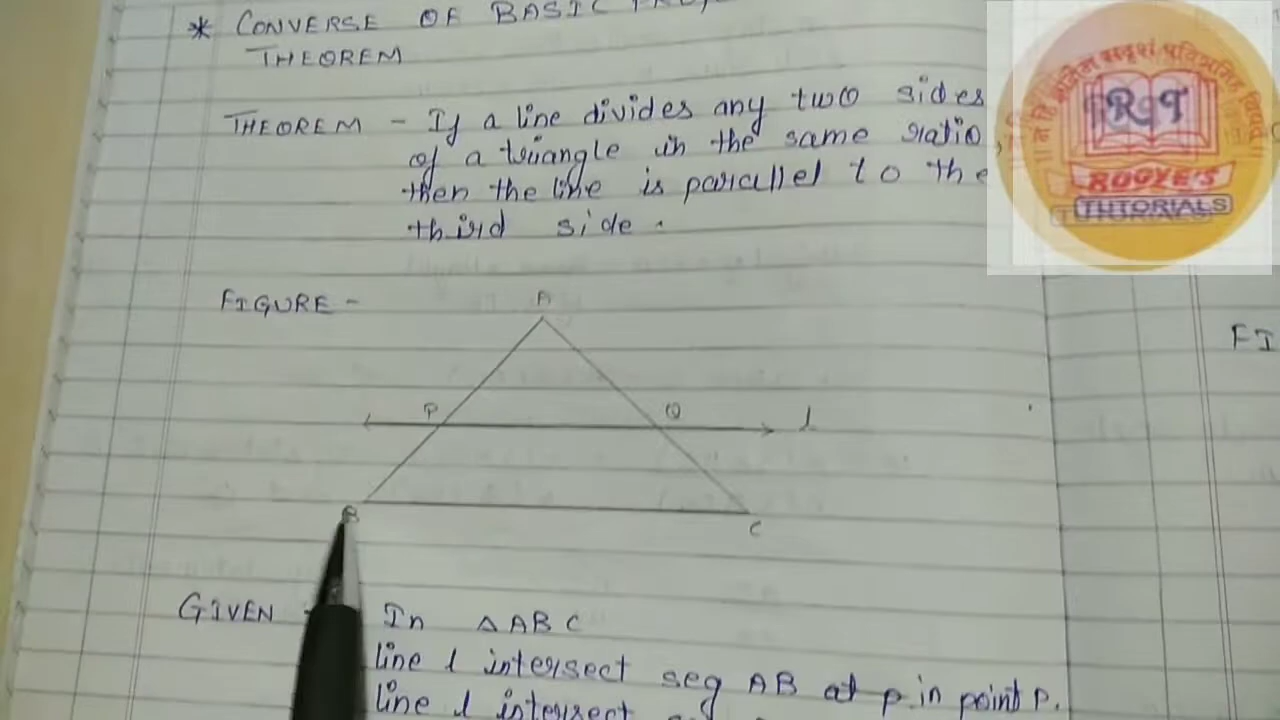 * CONVERSE OF BASIC
THEOREM
THEOREM - If a line divides any two sides
of a triangle in the same ratio,
then the line is parallel to the
third side.
FIGURE -
A
P
Q
l
B
C
GIVEN - In △ABC
line l intersect seg AB at p in point P.
line l intersect
FI
RT
ROGYE'S
TUTORIALS